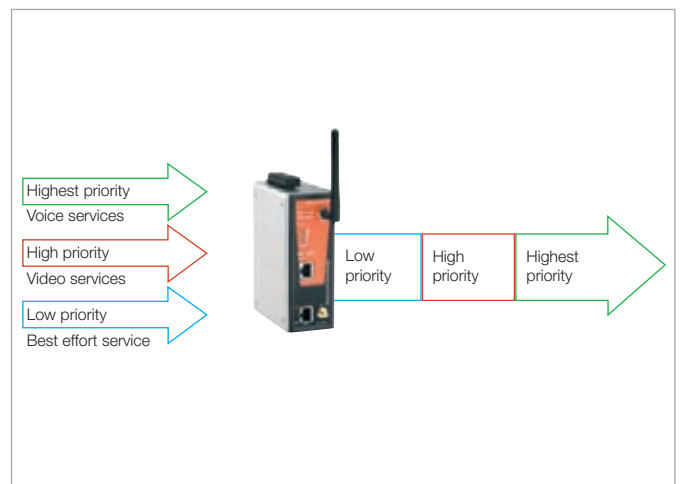 Highest priority
Voice services
High priority
Video services
Low priority
Best effort service
Low
priority
High
priority
Highest
priority